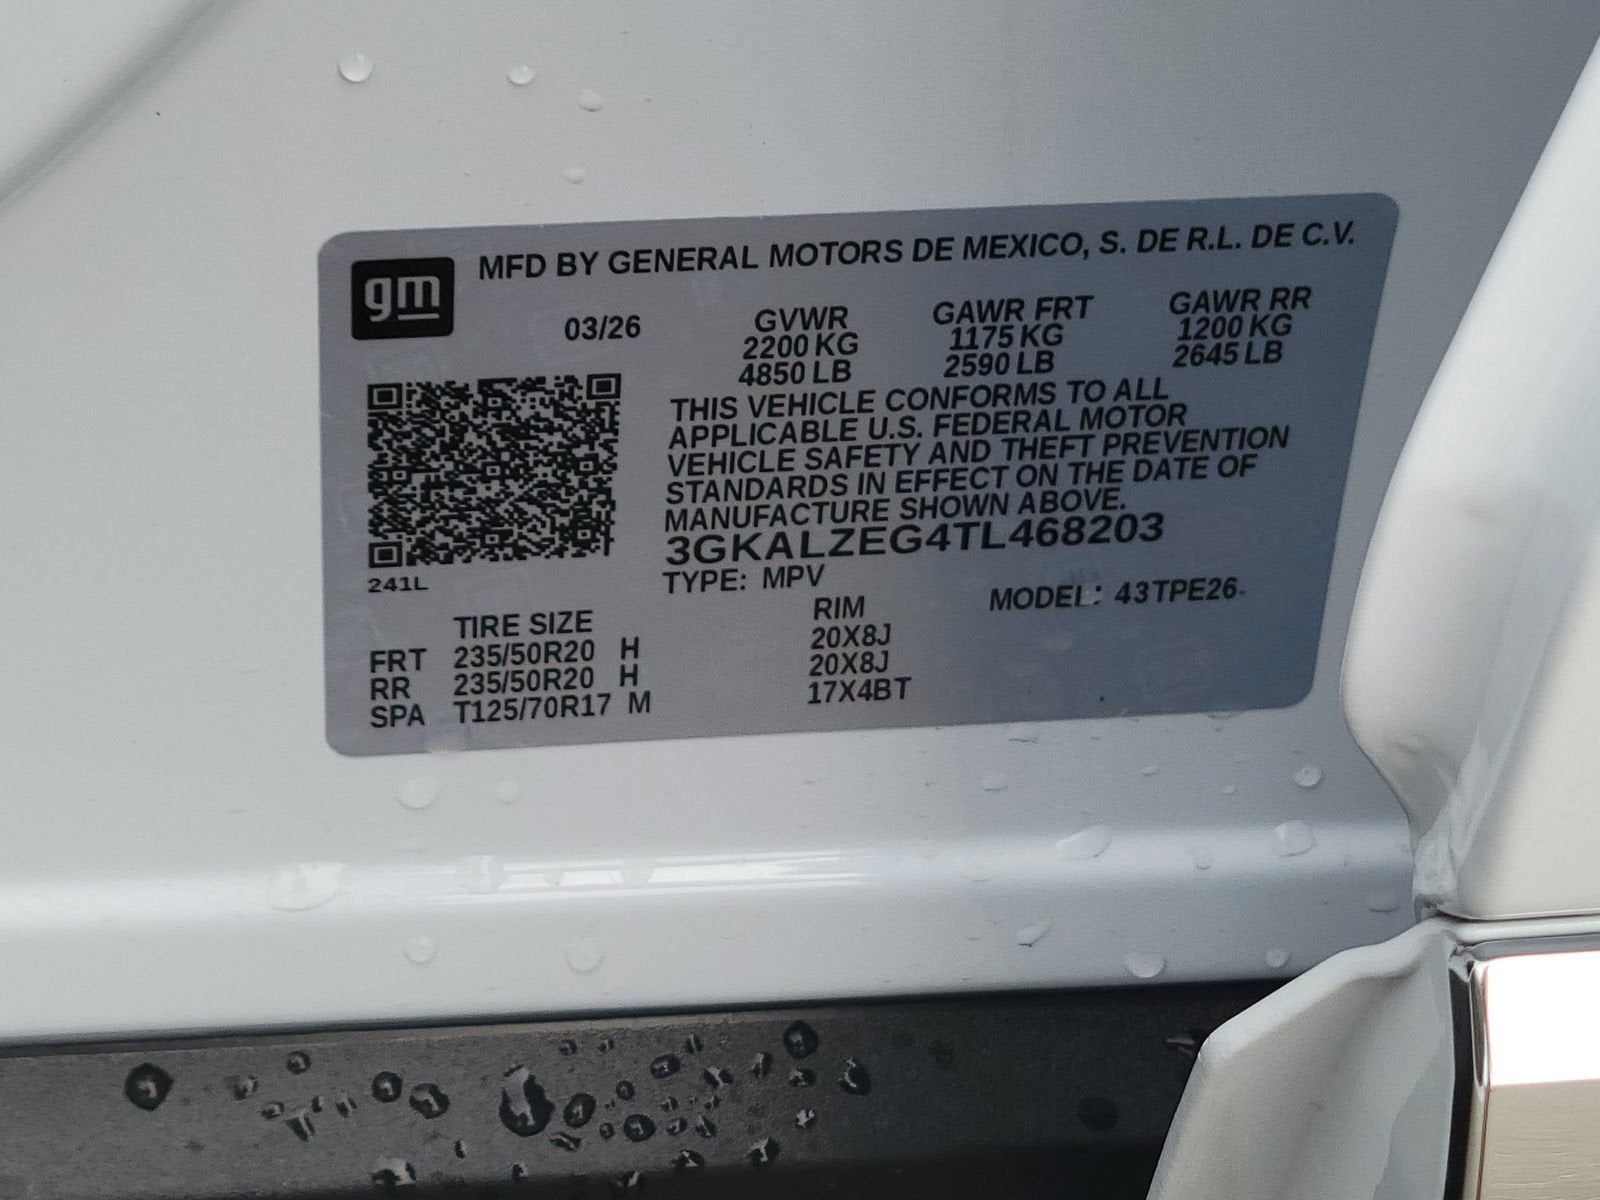 gm MFD BY GENERAL MOTORS DE MEXICO, S. DE R.L. DE C.V.
03/26 GVWR GAWR FRT GAWR RR
2200 KG 1175 KG 1200 KG
4850 LB 2590 LB 2645 LB
THIS VEHICLE CONFORMS TO ALL
APPLICABLE U.S. FEDERAL MOTOR
VEHICLE SAFETY AND THEFT PREVENTION
STANDARDS IN EFFECT ON THE DATE OF
MANUFACTURE SHOWN ABOVE.
3GKALZEG4TL468203
241L
TYPE: MPV MODEL: 43TPE26
TIRE SIZE RIM
FRT 235/50R20 H 20X8J
RR 235/50R20 H 20X8J
SPA T125/70R17 M 17X4BT